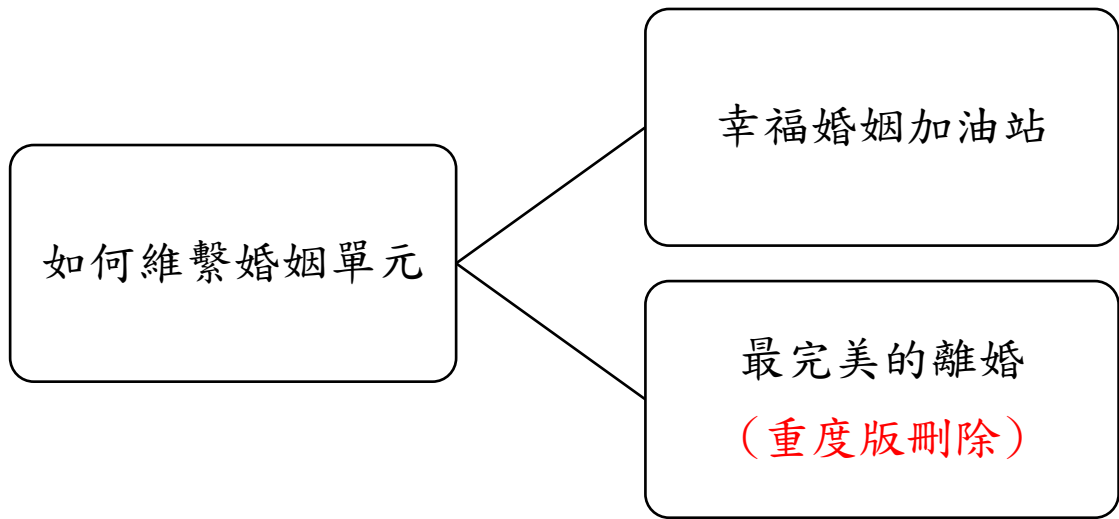 如何維繫婚姻單元
幸福婚姻加油站
最完美的離婚
（重度版刪除）